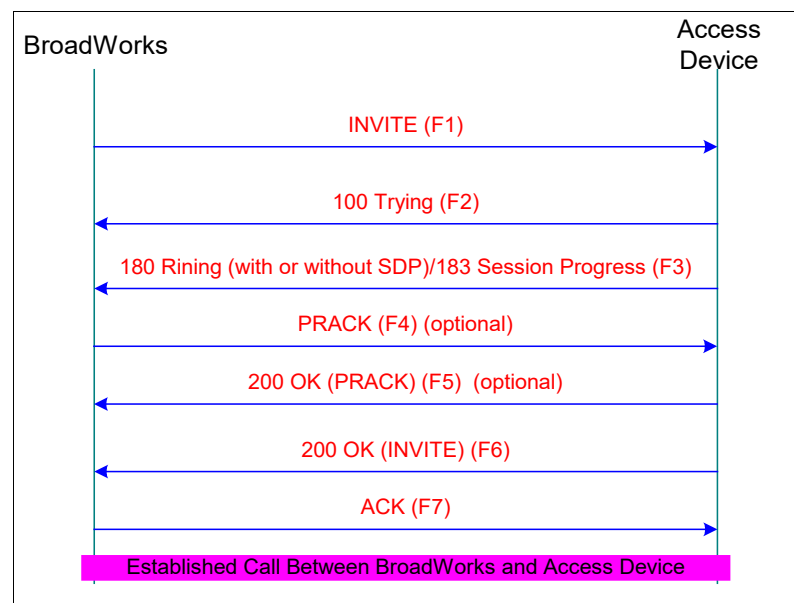 BroadWorks
Access
Device
INVITE (F1)
100 Trying (F2)
180 Rining (with or without SDP)/183 Session Progress (F3)
PRACK (F4) (optional)
200 OK (PRACK) (F5)  (optional)
200 OK (INVITE) (F6)
ACK (F7)
Established Call Between BroadWorks and Access Device